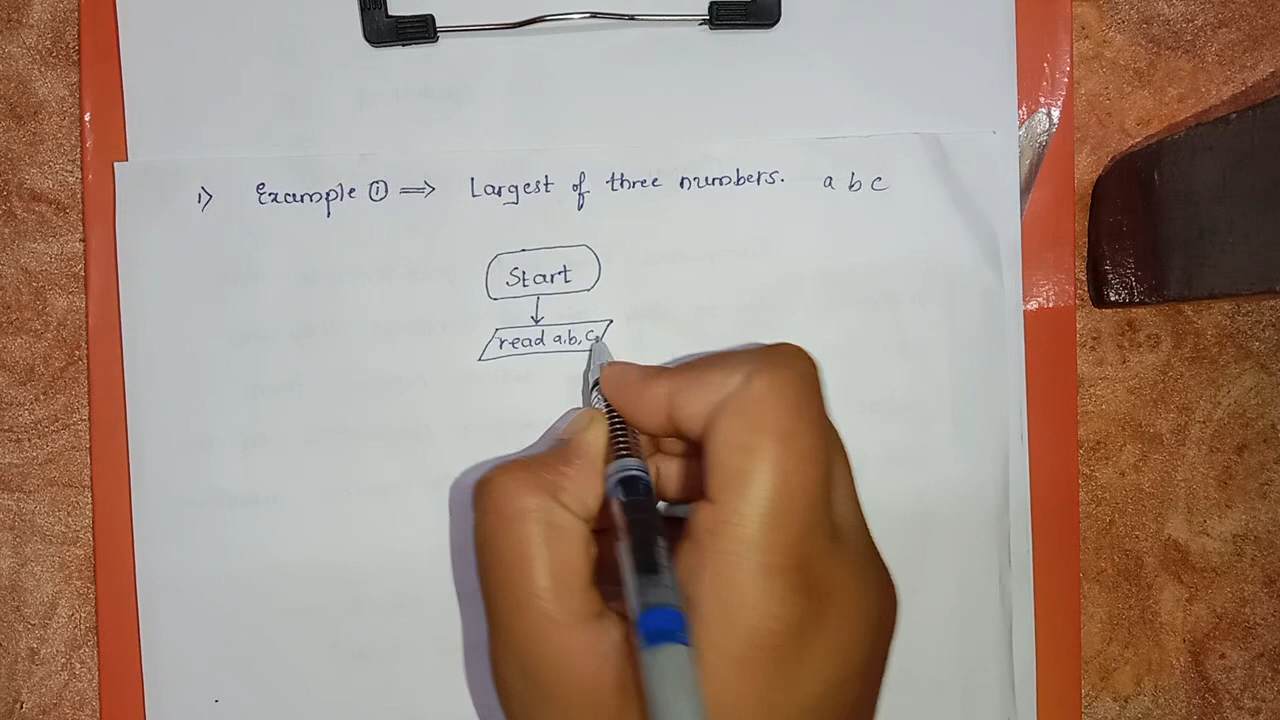 1) Example ① ⟹ Largest of three numbers. a b c
Start
read a,b,c